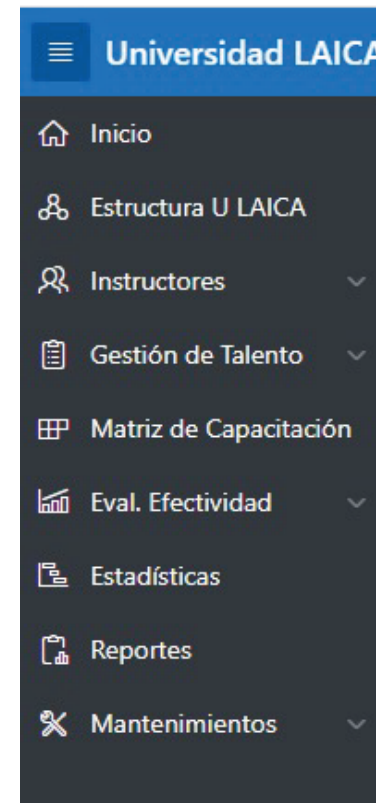 Universidad LAICA
Inicio
Estructura U LAICA
Instructores
Gestión de Talento
Matriz de Capacitación
Eval. Efectividad
Estadísticas
Reportes
Mantenimientos